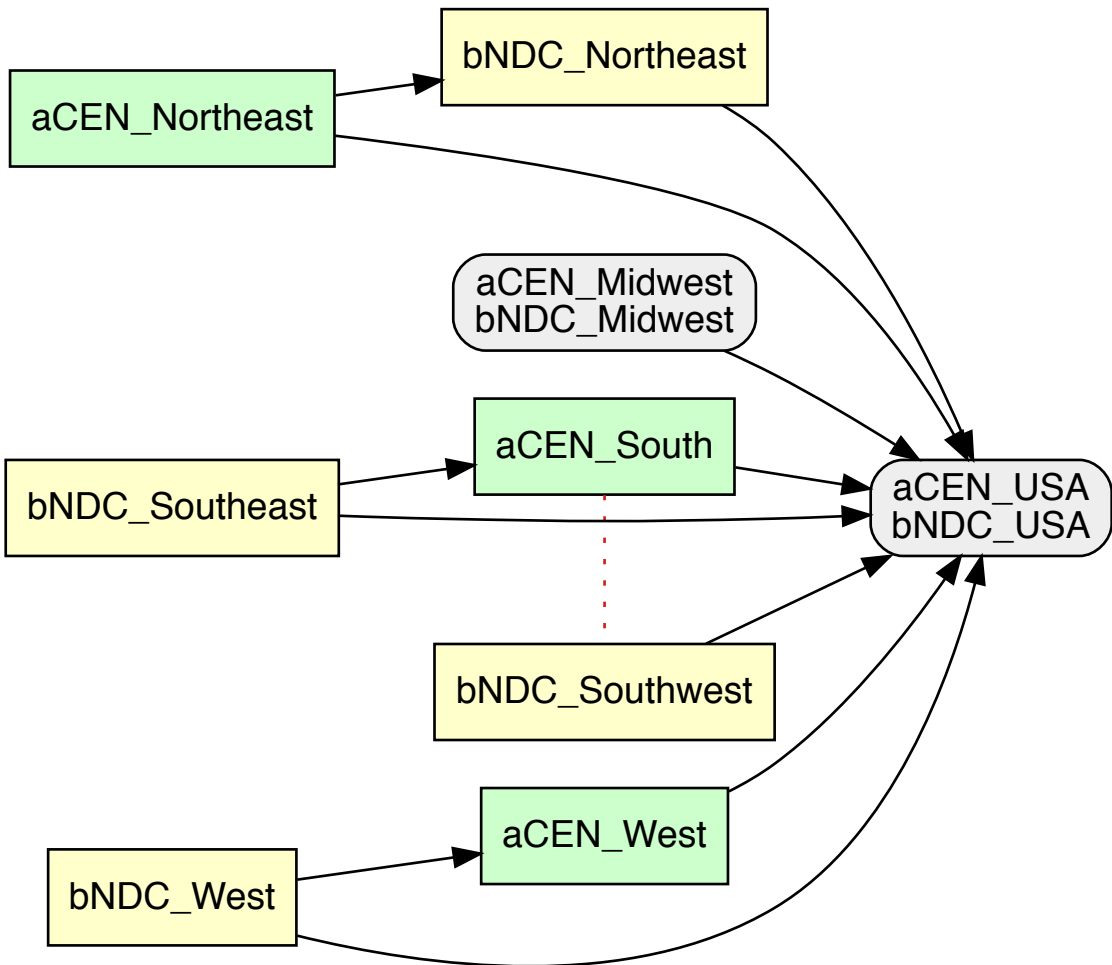 bNDC_Northeast
aCEN_Northeast
aCEN_Midwest
bNDC_Midwest
aCEN_South
bNDC_Southeast
aCEN_USA
bNDC_USA
bNDC_Southwest
aCEN_West
bNDC_West